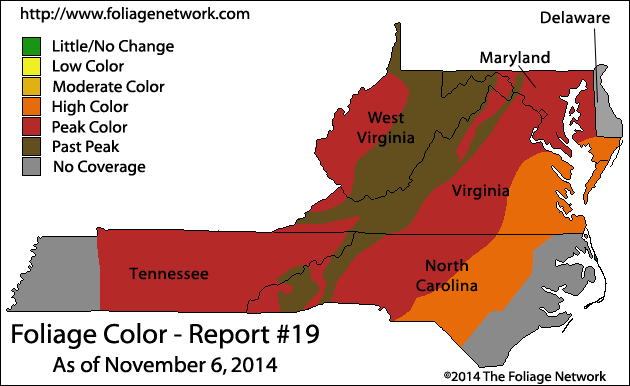 http://www.foliagenetwork.com
Delaware
Little/No Change
Low Color
Moderate Color
High Color
Peak Color
Past Peak
No Coverage
Maryland
West
Virginia
Virginia
Tennessee
North
Carolina
Foliage Color - Report #19
As of November 6, 2014
©2014 The Foliage Network